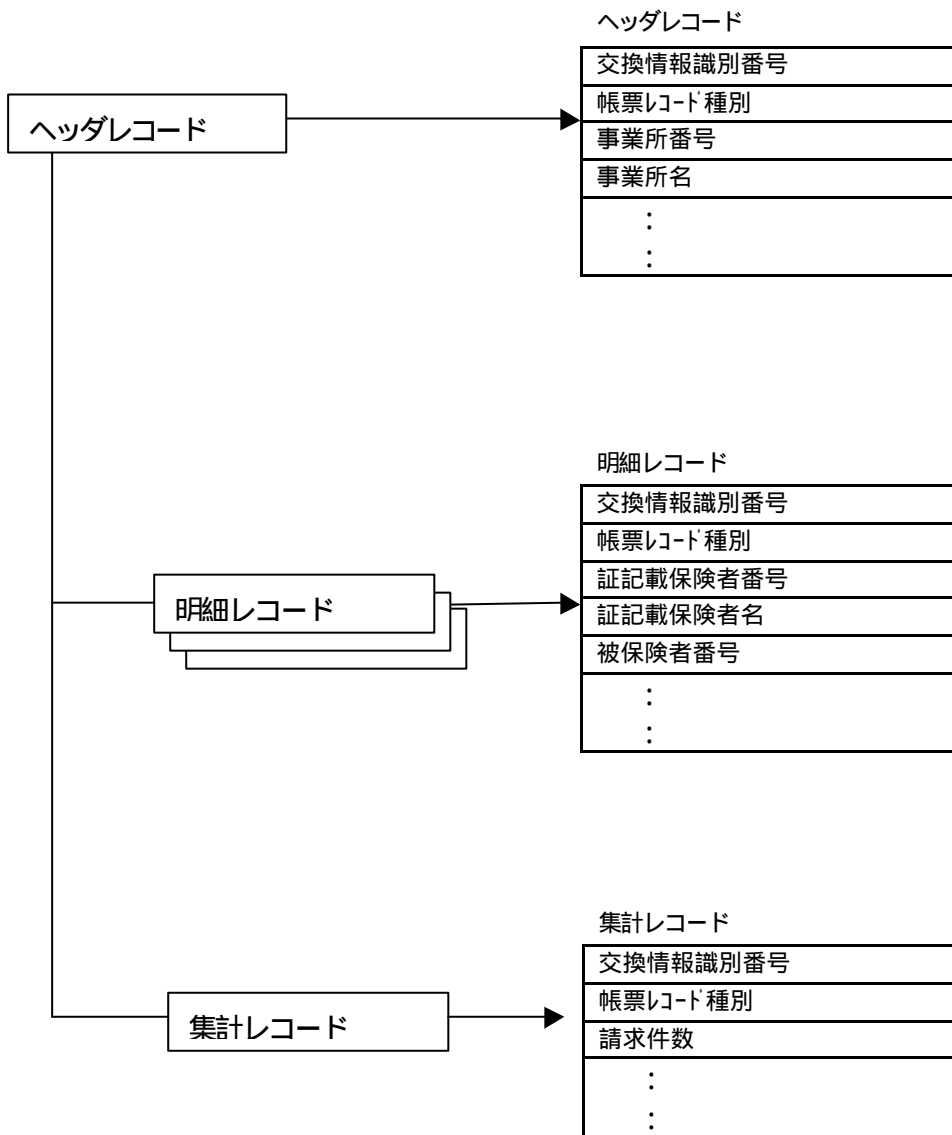 ヘッダレコード
ヘッダレコード
交換情報識別番号
帳票ﾚｺｰﾄﾞ種別
事業所番号
事業所名
：
：
明細レコード
明細レコード
交換情報識別番号
帳票ﾚｺｰﾄﾞ種別
証記載保険者番号
証記載保険者名
被保険者番号
：
：
集計レコード
集計レコード
交換情報識別番号
帳票ﾚｺｰﾄﾞ種別
請求件数
：
：